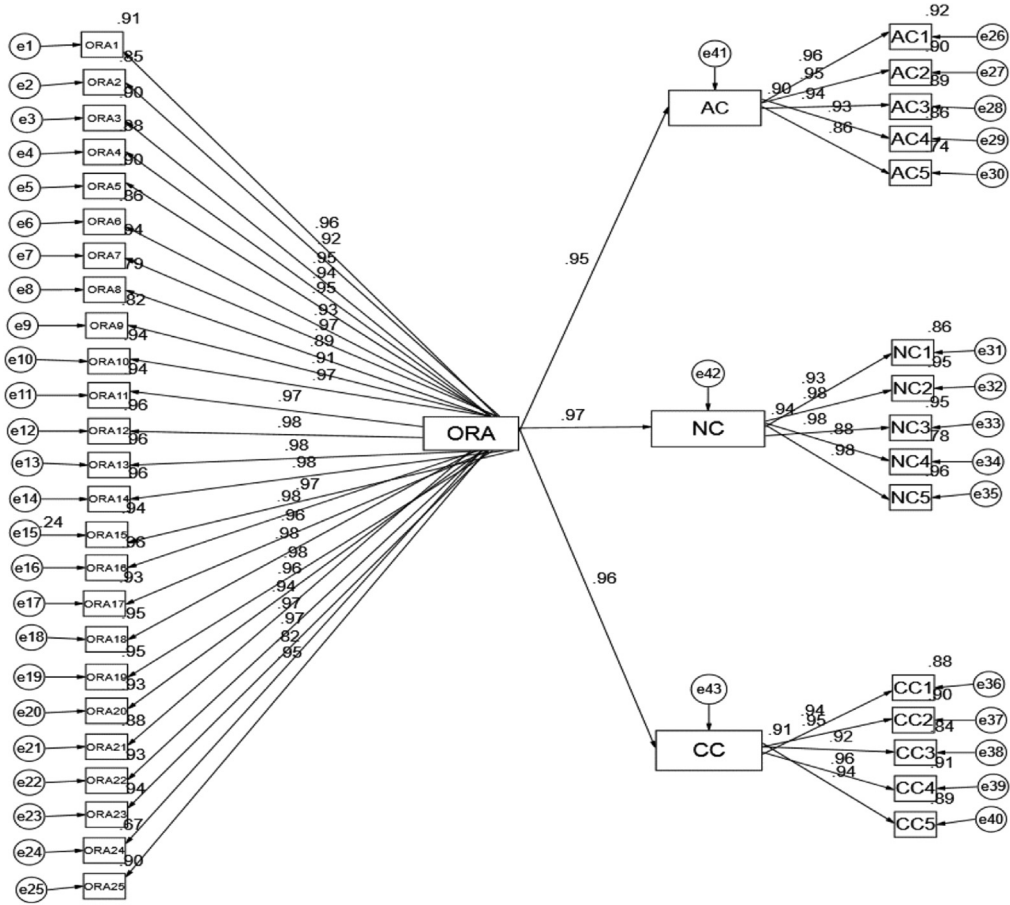 .91
e1 ORA1
.85
e2 ORA2
.90
e3 ORA3
.88
e4 ORA4
.90
e5 ORA5
.86
e6 ORA6
.94
e7 ORA7
.79
e8 ORA8
.82
e9 ORA9
.94
e10 ORA10
.94
e11 ORA11
.96
e12 ORA12
.96
e13 ORA13
.96
e14 ORA14
.94
.24
e15 ORA15
.96
e16 ORA16
.93
e17 ORA17
.95
e18 ORA18
.95
e19 ORA19
.93
e20 ORA20
.88
e21 ORA21
.93
e22 ORA22
.94
e23 ORA23
.67
e24 ORA24
.90
e25 ORA25
.96
.92
.95
.94
.95
.93
.97
.89
.91
.97
.97
.98
.98
.98
.97
.98
.96
.98
.98
.96
.94
.97
.97
.82
.95
ORA
.95
.97
.96
e41
AC
.90
.96
.95
.94
.93
.86
.92
AC1 e26
.90
AC2 e27
.89
AC3 e28
.86
AC4 e29
.74
AC5 e30
e42
NC
.94
.93
.98
.98
.88
.98
.86
NC1 e31
.95
NC2 e32
.95
NC3 e33
.78
NC4 e34
.96
NC5 e35
e43
CC
.91
.94
.95
.92
.96
.94
.88
CC1 e36
.90
CC2 e37
.84
CC3 e38
.91
CC4 e39
.89
CC5 e40